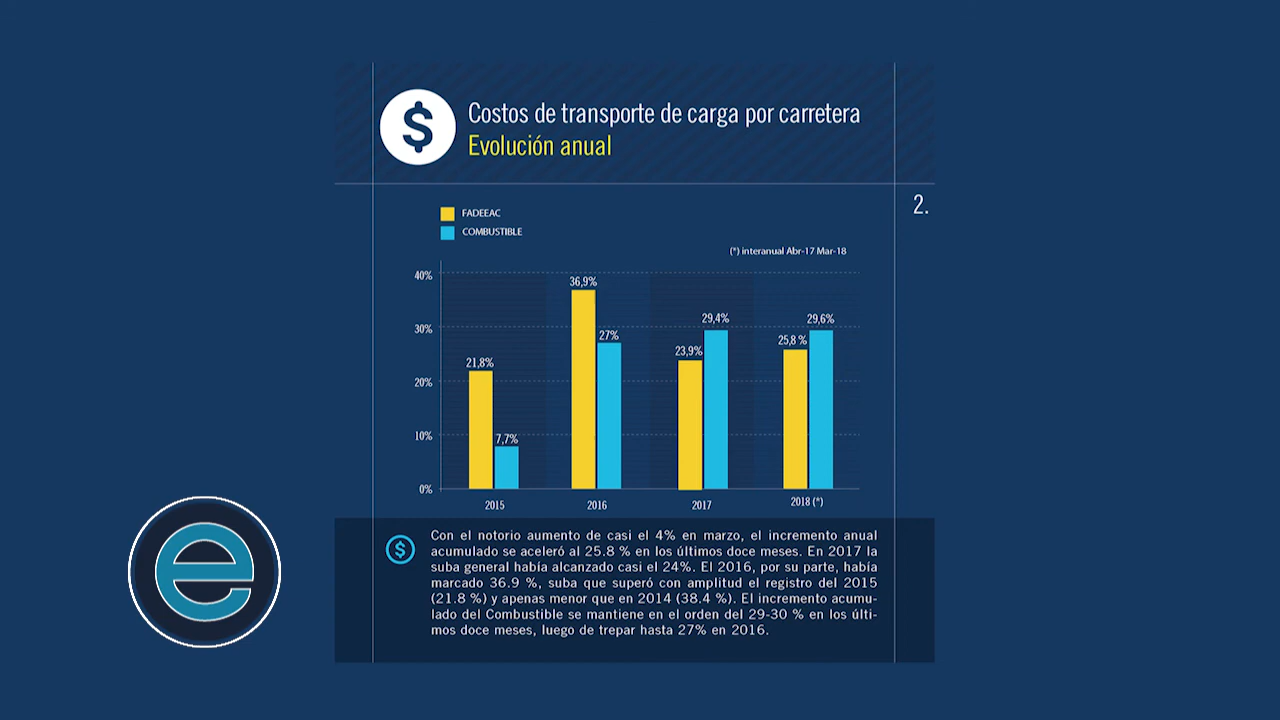 $
Costos de transporte de carga por carretera
Evolución anual
2.
FADEEAC
COMBUSTIBLE
(*) interanual Abr-17 Mar-18
40%
30%
20%
10%
0%
21,8%
7,7%
36,9%
27%
23,9%
29,4%
25,8 %
29,6%
2015
2016
2017
2018 (*)
$
Con el notorio aumento de casi el 4% en marzo, el incremento anual
acumulado se aceleró al 25.8 % en los últimos doce meses. En 2017 la
suba general había alcanzado casi el 24%. El 2016, por su parte, había
marcado 36.9 %, suba que superó con amplitud el registro del 2015
(21.8 %) y apenas menor que en 2014 (38.4 %). El incremento acumu-
lado del Combustible se mantiene en el orden del 29-30 % en los últi-
mos doce meses, luego de trepar hasta 27% en 2016.
e